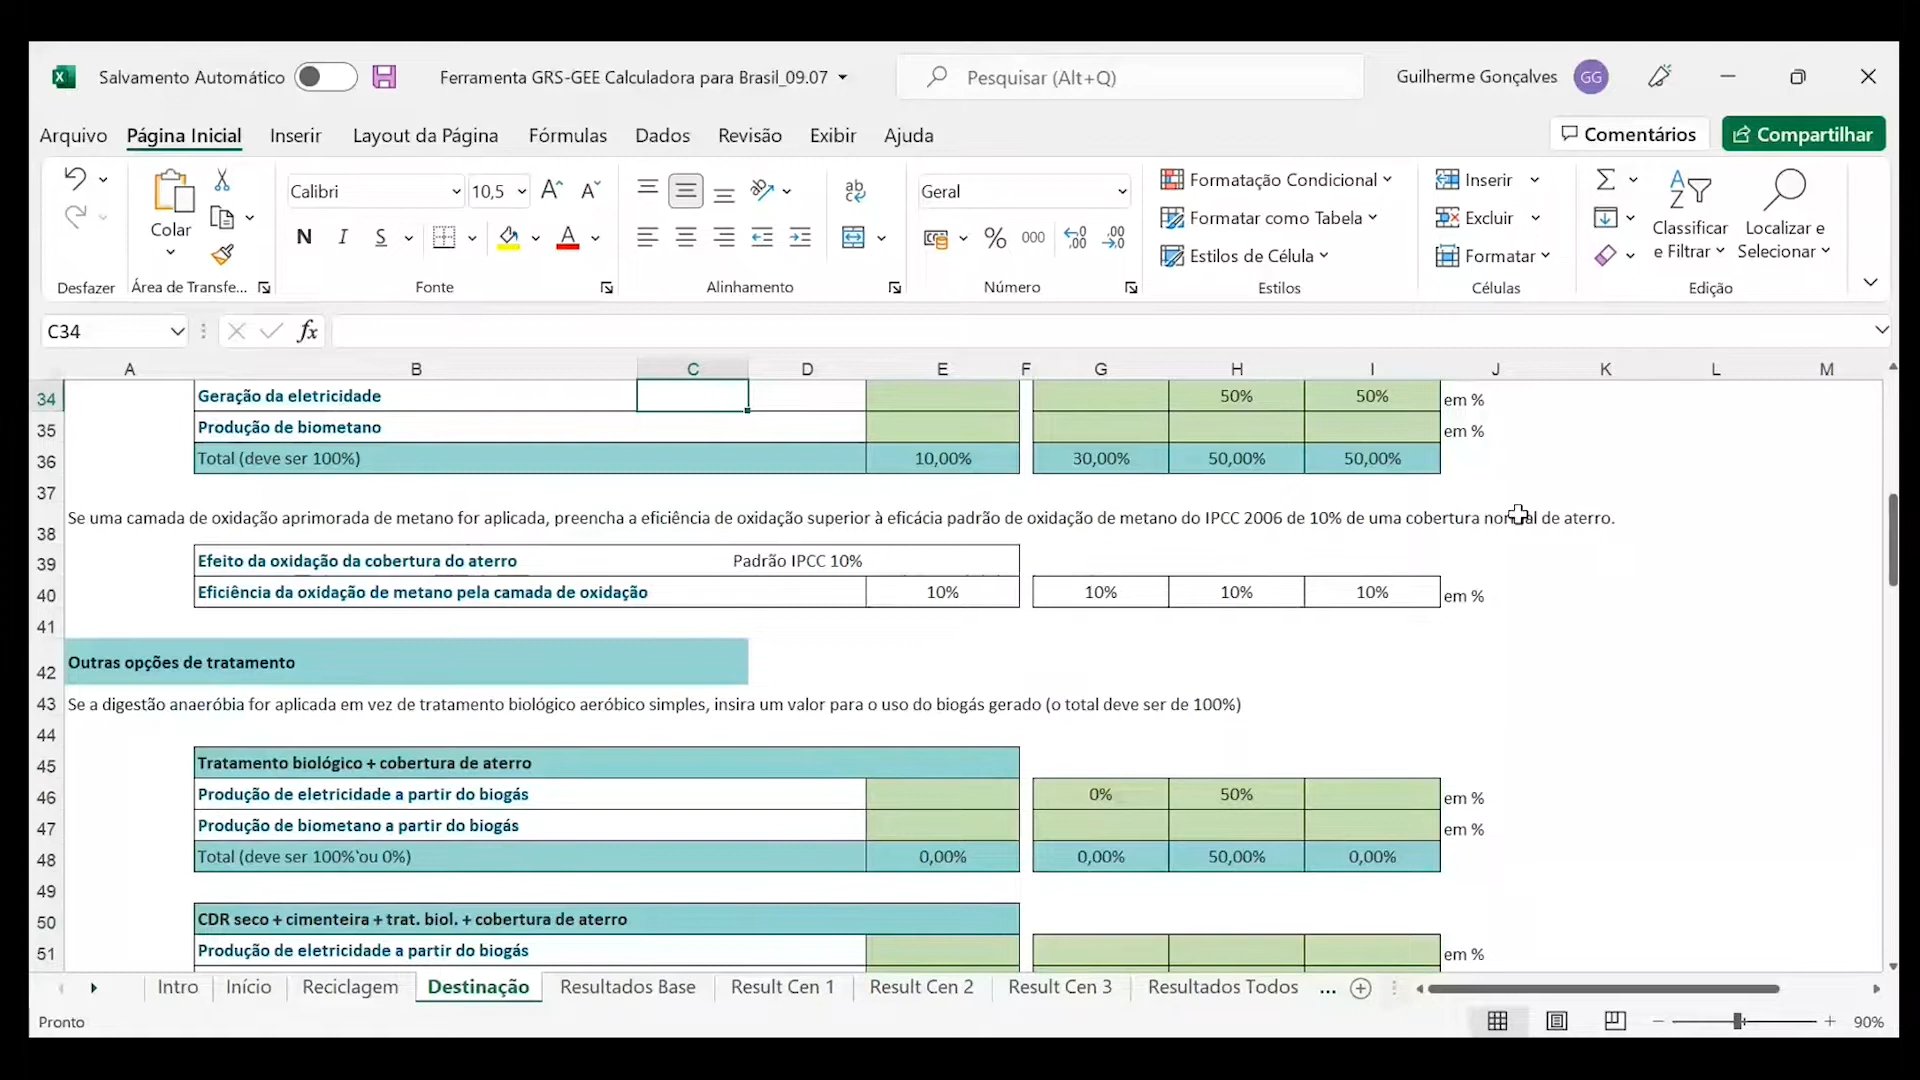 Salvamento Automático
Ferramenta GRS-GEE Calculadora para Brasil_09.07
Pesquisar (Alt+Q)
Guilherme Gonçalves GG
Arquivo Página Inicial Inserir Layout da Página Fórmulas Dados Revisão Exibir Ajuda
Comentários Compartilhar
Colar
Calibri 10,5
N I S
Geral
% 000
Formatação Condicional
Formatar como Tabela
Estilos de Célula
Inserir
Excluir
Formatar
Classificar e Filtrar
Localizar e Selecionar
Desfazer Área de Transfe... Fonte Alinhamento Número Estilos Células Edição
C34 fx
A B C D E F G H I J K L M
34 Geração da eletricidade 50% 50% em %
35 Produção de biometano em %
36 Total (deve ser 100%) 10,00% 30,00% 50,00% 50,00%
37
38 Se uma camada de oxidação aprimorada de metano for aplicada, preencha a eficiência de oxidação superior à eficácia padrão de oxidação de metano do IPCC 2006 de 10% de uma cobertura normal de aterro.
39 Efeito da oxidação da cobertura do aterro Padrão IPCC 10%
40 Eficiência da oxidação de metano pela camada de oxidação 10% 10% 10% 10% em %
41
42 Outras opções de tratamento
43 Se a digestão anaeróbia for aplicada em vez de tratamento biológico aeróbico simples, insira um valor para o uso do biogás gerado (o total deve ser de 100%)
44
45 Tratamento biológico + cobertura de aterro
46 Produção de eletricidade a partir do biogás 0% 50% em %
47 Produção de biometano a partir do biogás em %
48 Total (deve ser 100%'ou 0%) 0,00% 0,00% 50,00% 0,00%
49
50 CDR seco + cimenteira + trat. biol. + cobertura de aterro
51 Produção de eletricidade a partir do biogás em %
Intro Início Reciclagem Destinação Resultados Base Result Cen 1 Result Cen 2 Result Cen 3 Resultados Todos ...
Pronto 90%